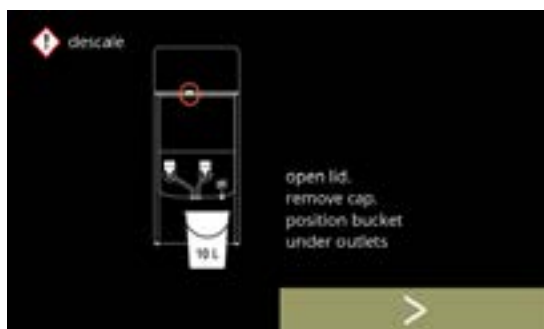 descale
open lid.
remove cap.
position bucket
under outlets
10 L